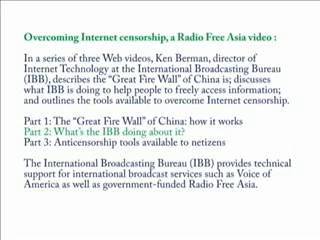 Overcoming Internet censorship, a Radio Free Asia video :
In a series of three Web videos, Ken Berman, director of
Internet Technology at the International Broadcasting Bureau
(IBB), describes the “Great Fire Wall” of China is; discusses
what IBB is doing to help people to freely access information;
and outlines the tools available to overcome Internet censorship.
Part 1: The “Great Fire Wall” of China: how it works
Part 2: What’s the IBB doing about it?
Part 3: Anticensorship tools available to netizens
The International Broadcasting Bureau (IBB) provides technical
support for international broadcast services such as Voice of
America as well as government-funded Radio Free Asia.